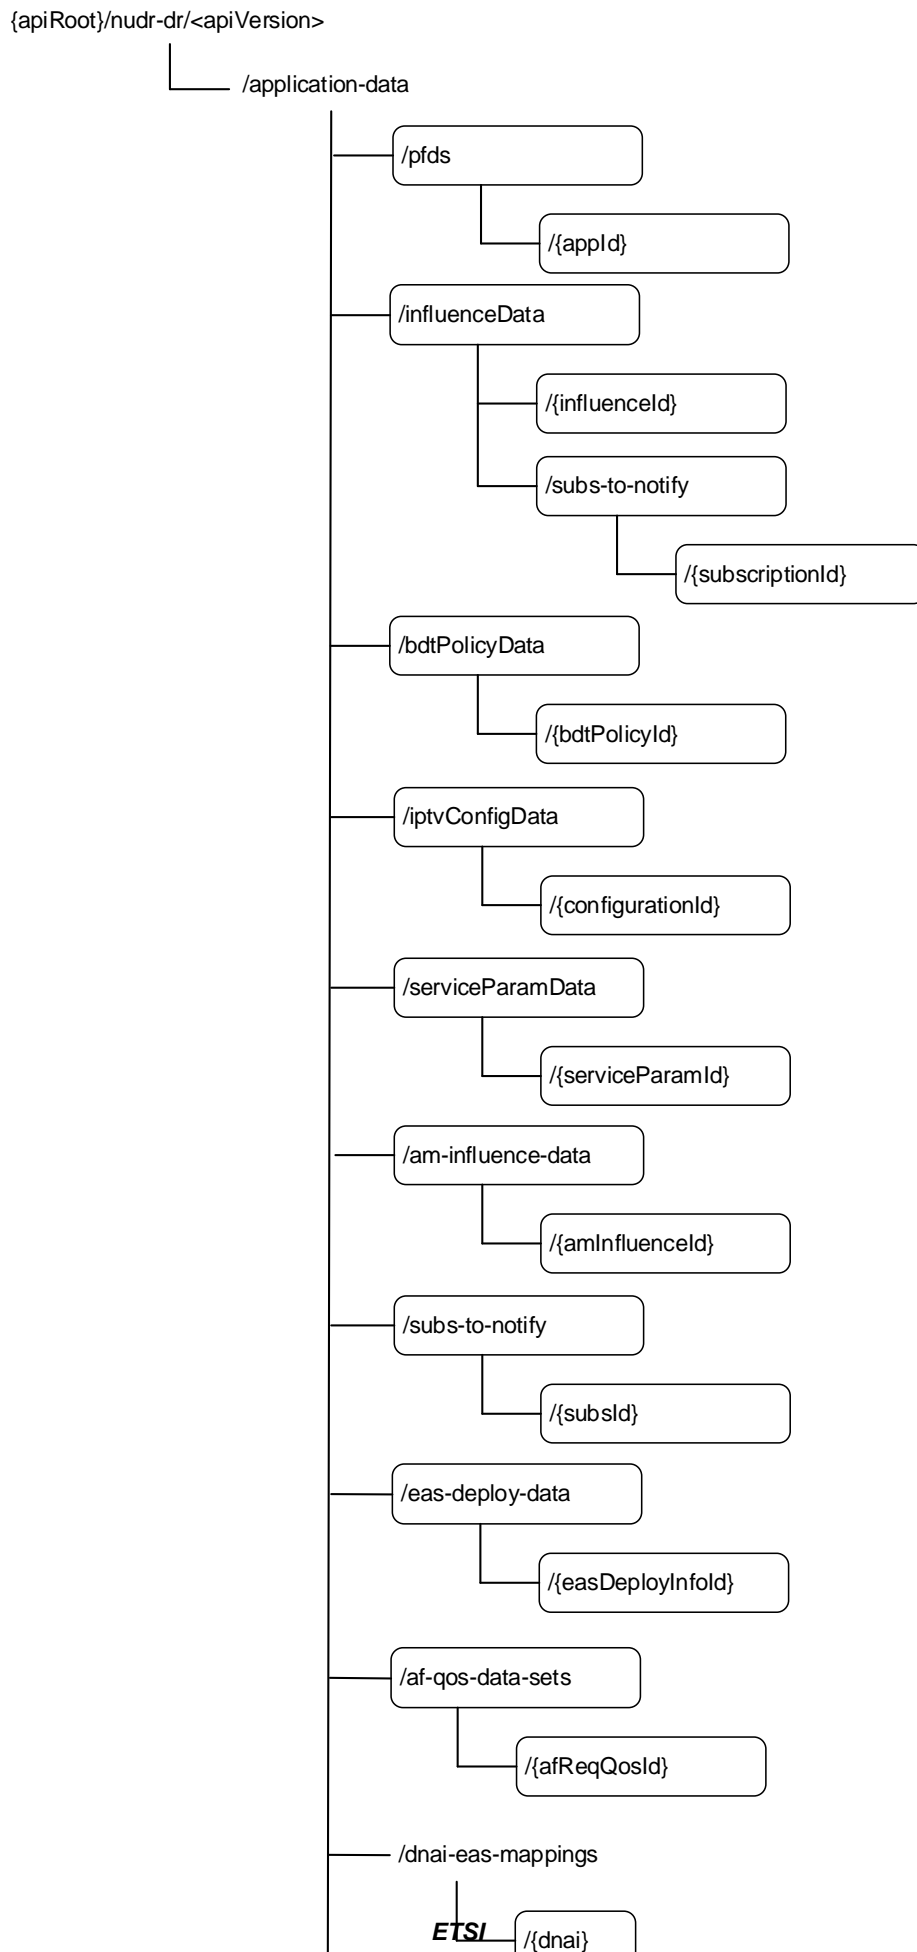 {apiRoot}/nudr-dr/<apiVersion>
/application-data
/pfds
/{appId}
/influenceData
/{influenceId}
/subs-to-notify
/{subscriptionId}
/bdtPolicyData
/{bdtPolicyId}
/iptvConfigData
/{configurationId}
/serviceParamData
/{serviceParamId}
/am-influence-data
/{amInfluenceId}
/subs-to-notify
/{subsId}
/eas-deploy-data
/{easDeployInfoId}
/af-qos-data-sets
/{afReqQosId}
/dnai-eas-mappings
ETSI
/{dnai}